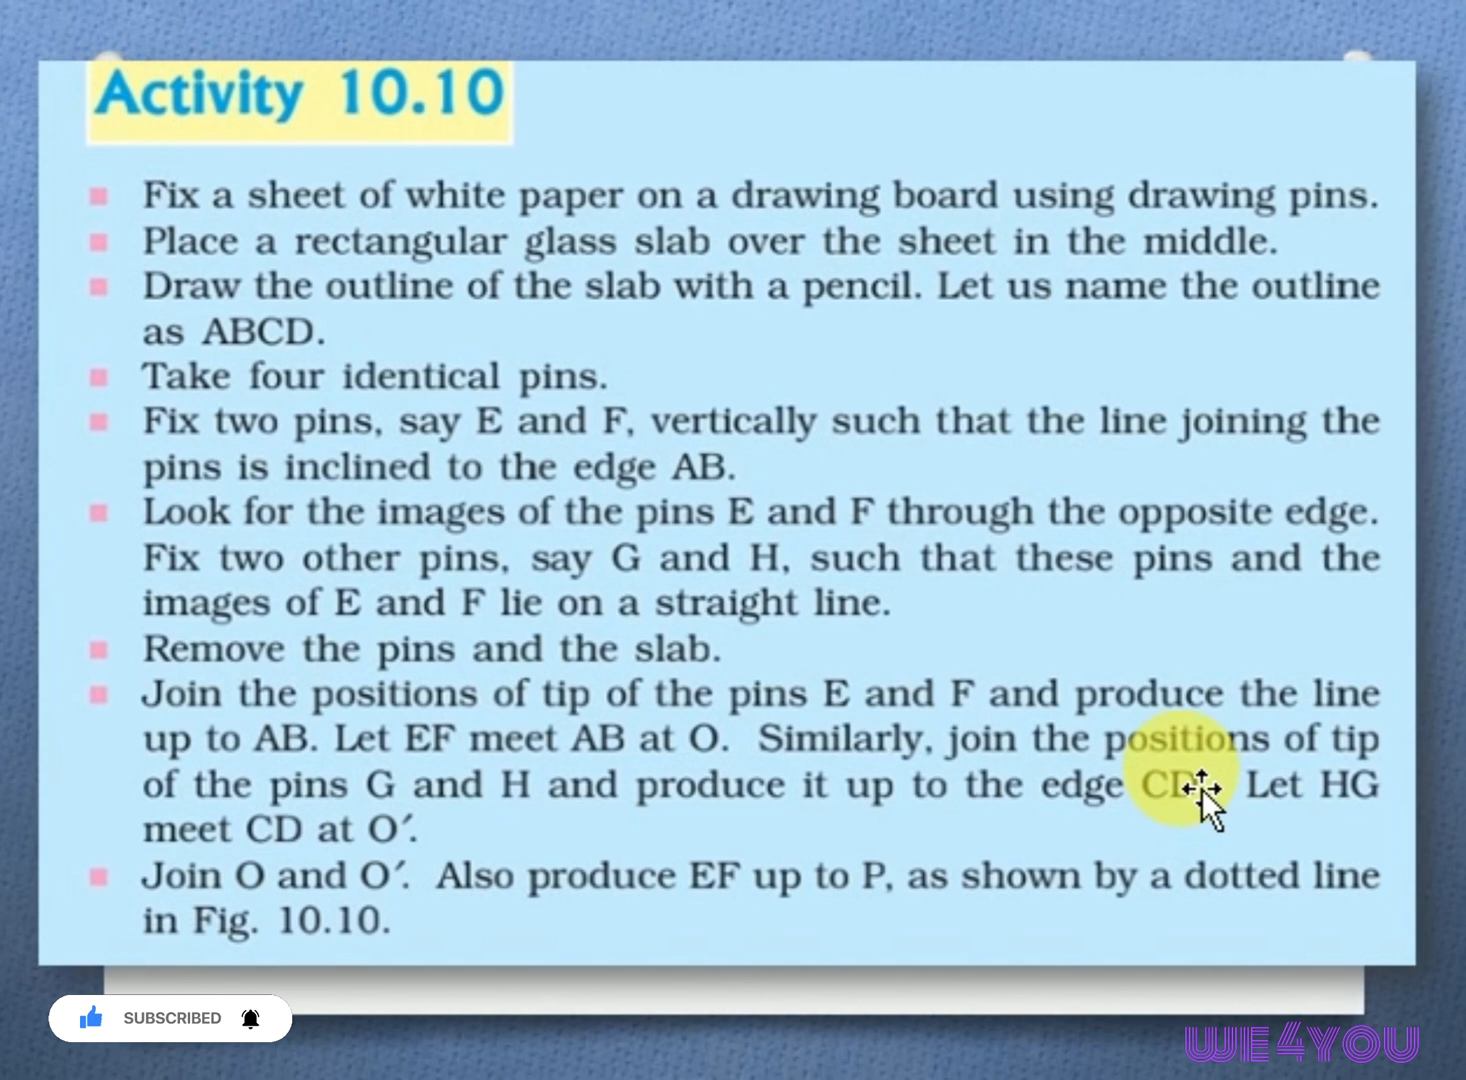 Activity 10.10
Fix a sheet of white paper on a drawing board using drawing pins.
Place a rectangular glass slab over the sheet in the middle.
Draw the outline of the slab with a pencil. Let us name the outline
as ABCD.
Take four identical pins.
Fix two pins, say E and F, vertically such that the line joining the
pins is inclined to the edge AB.
Look for the images of the pins E and F through the opposite edge.
Fix two other pins, say G and H, such that these pins and the
images of E and F lie on a straight line.
Remove the pins and the slab.
Join the positions of tip of the pins E and F and produce the line
up to AB. Let EF meet AB at O. Similarly, join the positions of tip
of the pins G and H and produce it up to the edge CD. Let HG
meet CD at O′.
Join O and O′. Also produce EF up to P, as shown by a dotted line
in Fig. 10.10.
SUBSCRIBED
WE4YOU